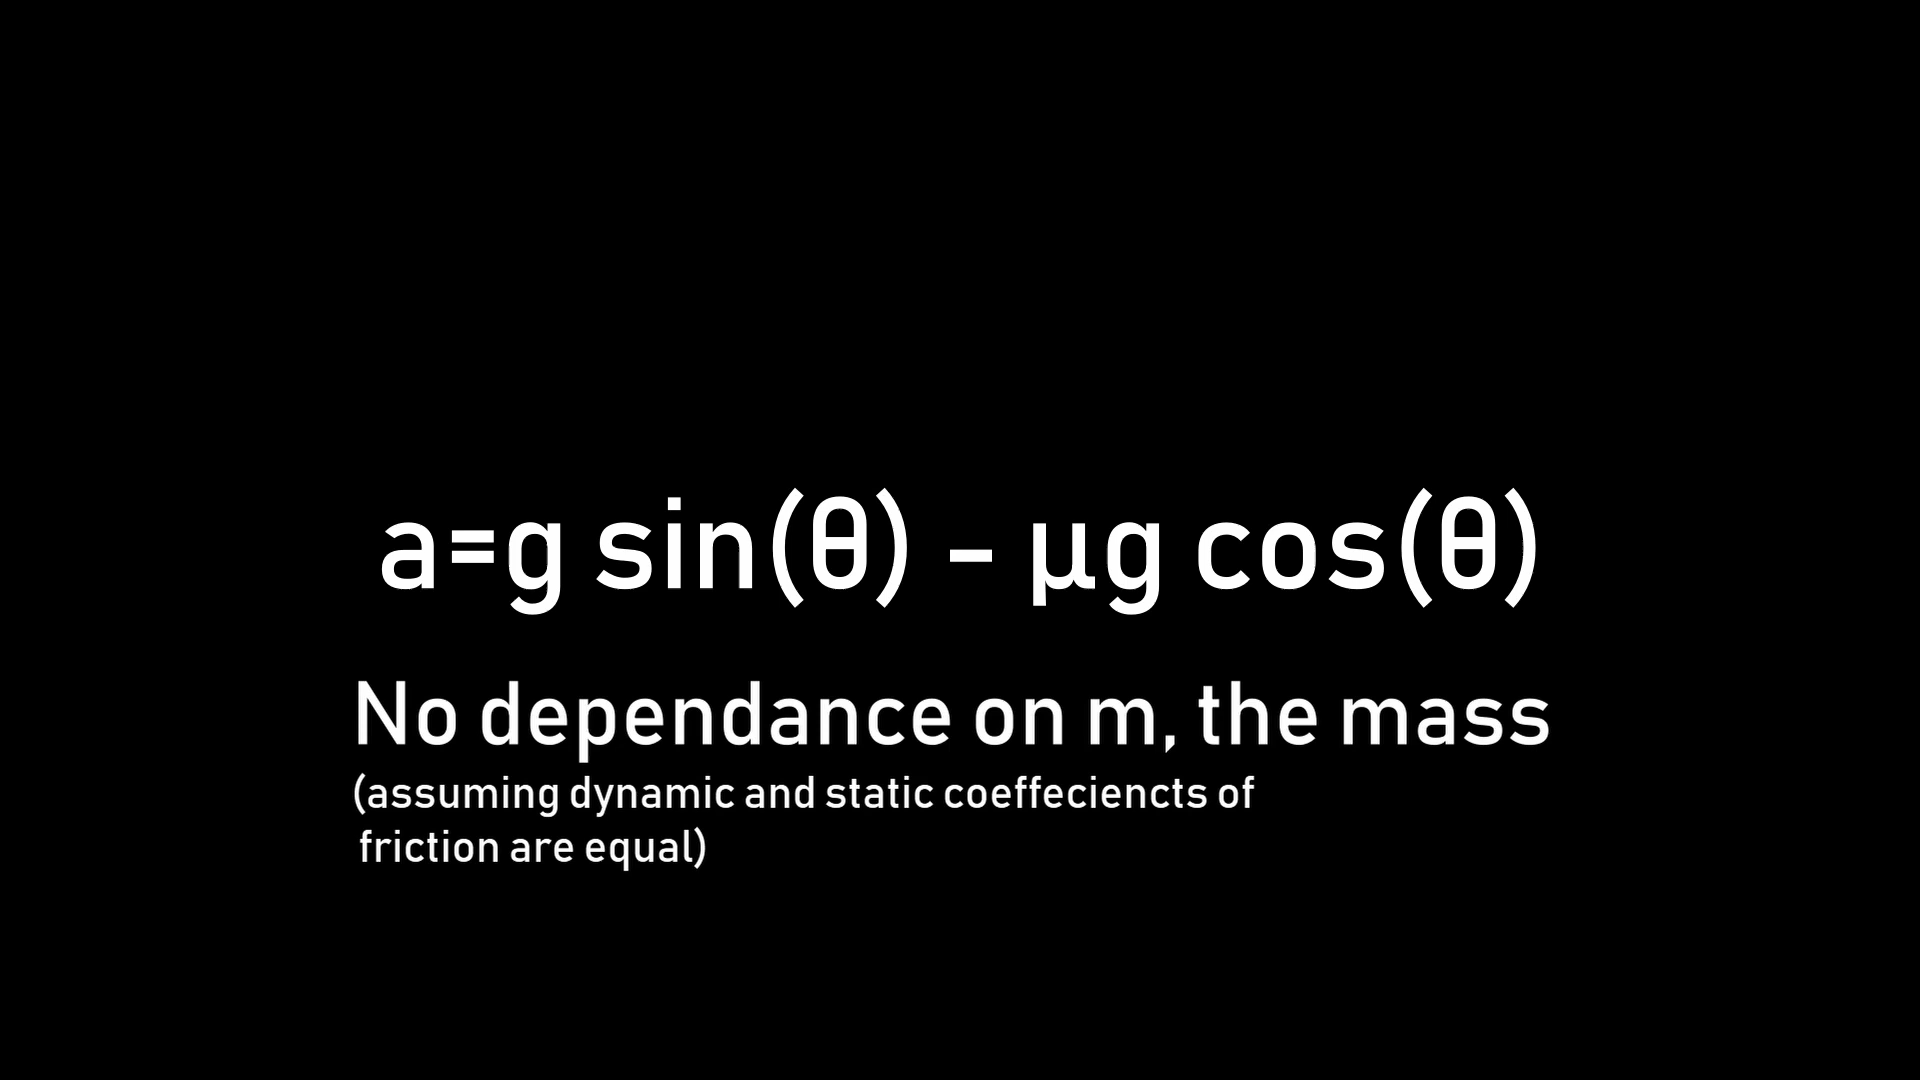 a=g sin(θ) - μg cos(θ)
No dependance on m, the mass
(assuming dynamic and static coeffeciencts of
friction are equal)